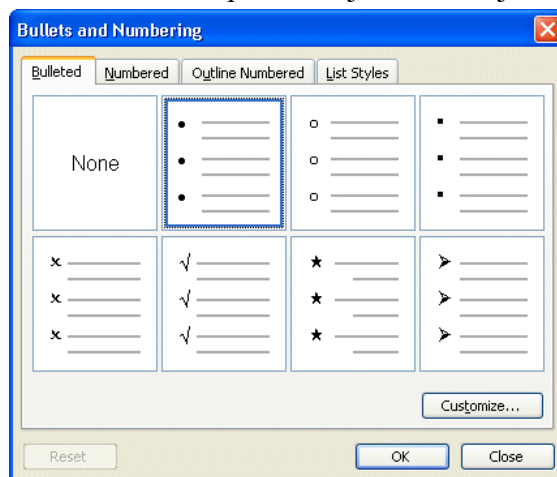 Bullets and Numbering
Bulleted Numbered Outline Numbered List Styles
None
Customize...
Reset OK Close